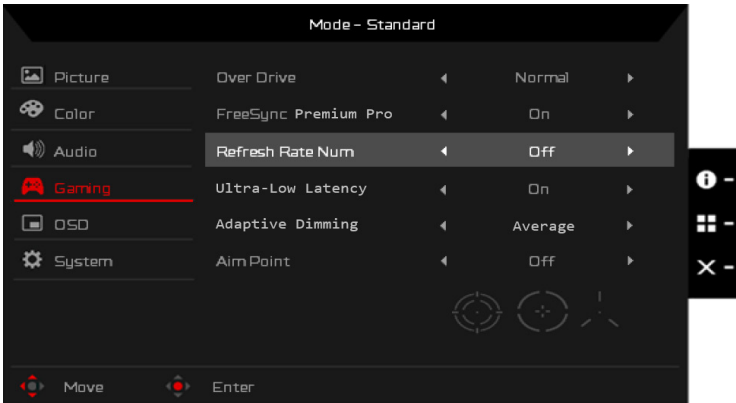 Mode - Standard
Picture
Over Drive Normal
Color
FreeSync Premium Pro On
Audio
Refresh Rate Num Off
Gaming
Ultra-Low Latency On
OSD
Adaptive Dimming Average
System
Aim Point Off
Move Enter